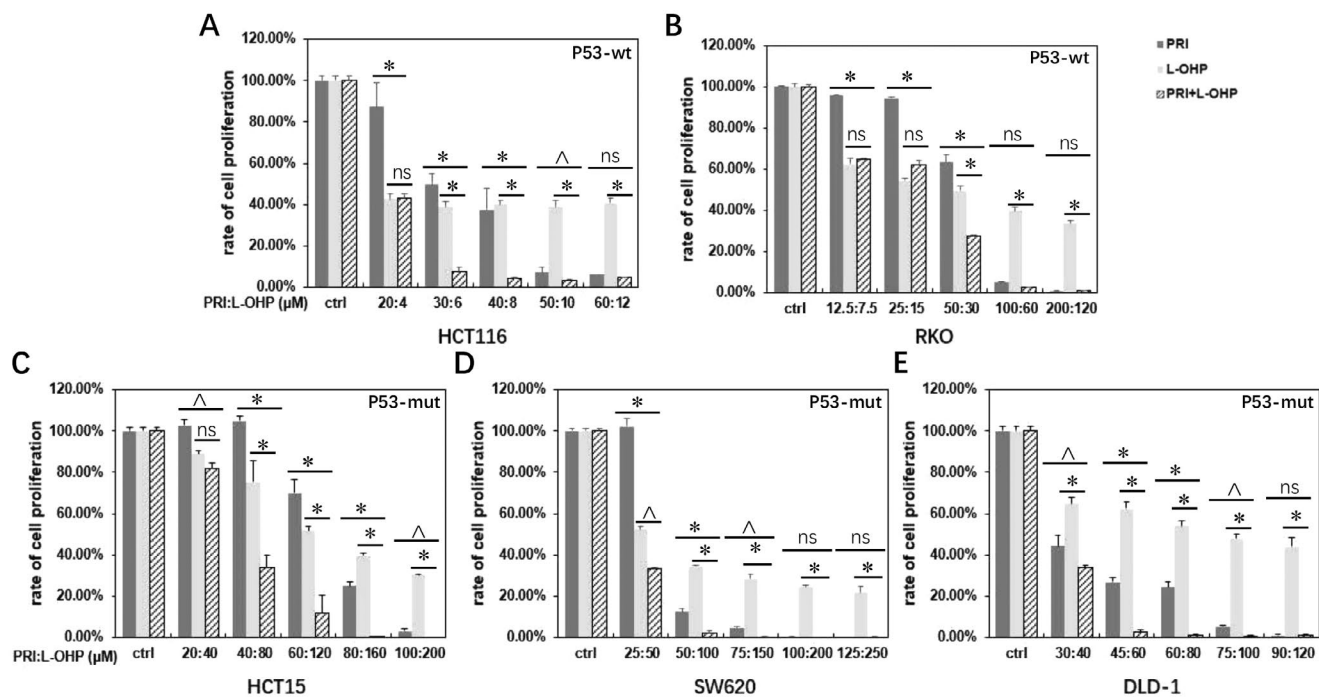 A
120.00%
100.00%
80.00%
60.00%
40.00%
20.00%
0.00%
rate of cell proliferation
P53-wt
*
ns
*
*
*
*
^
*
ns
*
PRI:L-OHP (μM)
ctrl 20:4 30:6 40:8 50:10 60:12
HCT116
B
120.00%
100.00%
80.00%
60.00%
40.00%
20.00%
0.00%
rate of cell proliferation
P53-wt
*
ns
*
ns
*
*
ns
*
ns
*
ctrl 12.5:7.5 25:15 50:30 100:60 200:120
RKO
PRI
L-OHP
PRI+L-OHP
C
120.00%
100.00%
80.00%
60.00%
40.00%
20.00%
0.00%
rate of cell proliferation
P53-mut
^
ns
*
*
*
*
*
*
^
*
PRI:L-OHP (μM)
ctrl 20:40 40:80 60:120 80:160 100:200
HCT15
D
120.00%
100.00%
80.00%
60.00%
40.00%
20.00%
0.00%
rate of cell proliferation
P53-mut
*
^
*
*
^
*
ns
*
ns
*
ctrl 25:50 50:100 75:150 100:200 125:250
SW620
E
120.00%
100.00%
80.00%
60.00%
40.00%
20.00%
0.00%
rate of cell proliferation
P53-mut
^
*
*
*
*
*
^
*
ns
*
ctrl 30:40 45:60 60:80 75:100 90:120
DLD-1